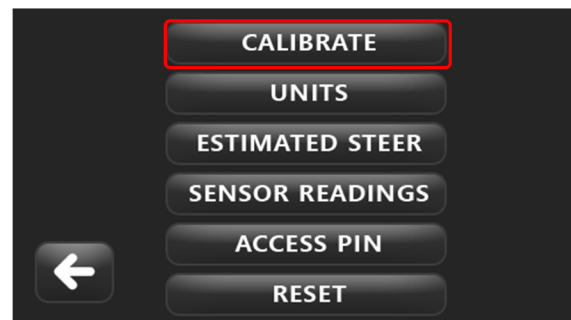 CALIBRATE
UNITS
ESTIMATED STEER
SENSOR READINGS
ACCESS PIN
RESET